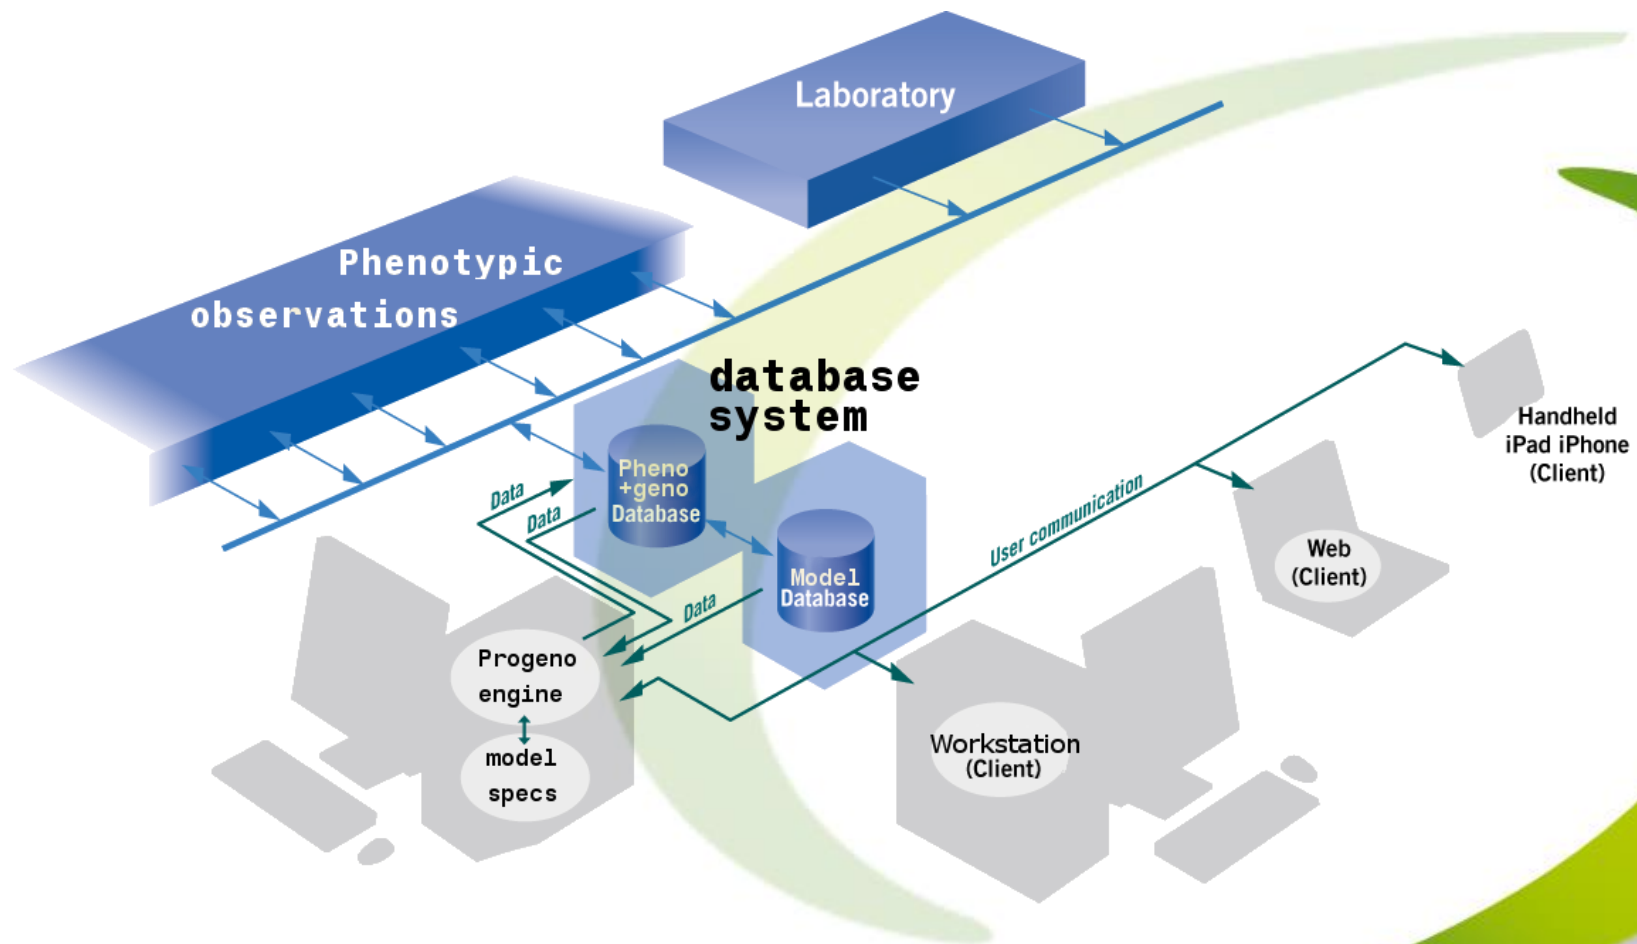 Laboratory
Phenotypic
observations
database
system
Pheno
+geno
Database
Data
Data
Data
Model
Database
User communication
Handheld
iPad iPhone
(Client)
Web
(Client)
Progeno
engine
model
specs
Workstation
(Client)